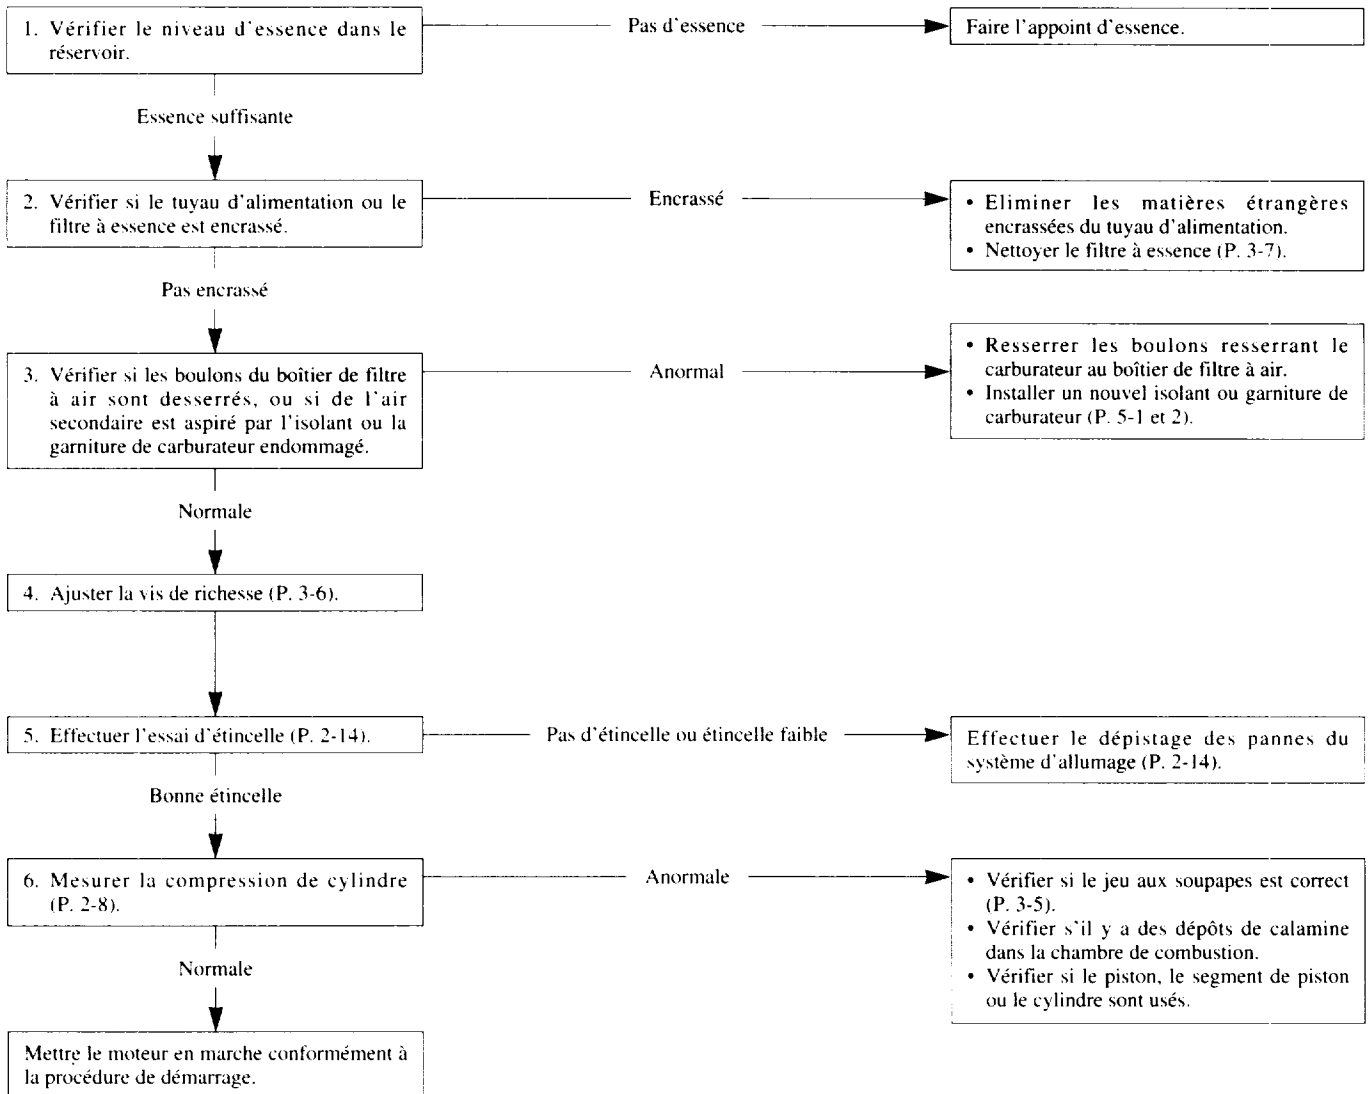 1. Vérifier le niveau d'essence dans le
réservoir.
Pas d'essence
Faire l'appoint d'essence.
Essence suffisante
2. Vérifier si le tuyau d'alimentation ou le
filtre à essence est encrassé.
Encrassé
• Eliminer les matières étrangères
encrassées du tuyau d'alimentation.
• Nettoyer le filtre à essence (P. 3-7).
Pas encrassé
3. Vérifier si les boulons du boîtier de filtre
à air sont desserrés, ou si de l'air
secondaire est aspiré par l'isolant ou la
garniture de carburateur endommagé.
Anormal
• Resserrer les boulons resserrant le
carburateur au boîtier de filtre à air.
• Installer un nouvel isolant ou garniture de
carburateur (P. 5-1 et 2).
Normale
4. Ajuster la vis de richesse (P. 3-6).
5. Effectuer l'essai d'étincelle (P. 2-14).
Pas d'étincelle ou étincelle faible
Effectuer le dépistage des pannes du
système d'allumage (P. 2-14).
Bonne étincelle
6. Mesurer la compression de cylindre
(P. 2-8).
Anormale
• Vérifier si le jeu aux soupapes est correct
(P. 3-5).
• Vérifier s'il y a des dépôts de calamine
dans la chambre de combustion.
• Vérifier si le piston, le segment de piston
ou le cylindre sont usés.
Normale
Mettre le moteur en marche conformément à
la procédure de démarrage.